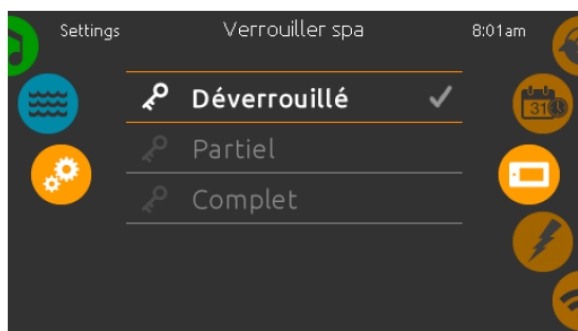 Settings Verrouiller spa 8:01am
Déverrouillé
31
Partiel
Complet